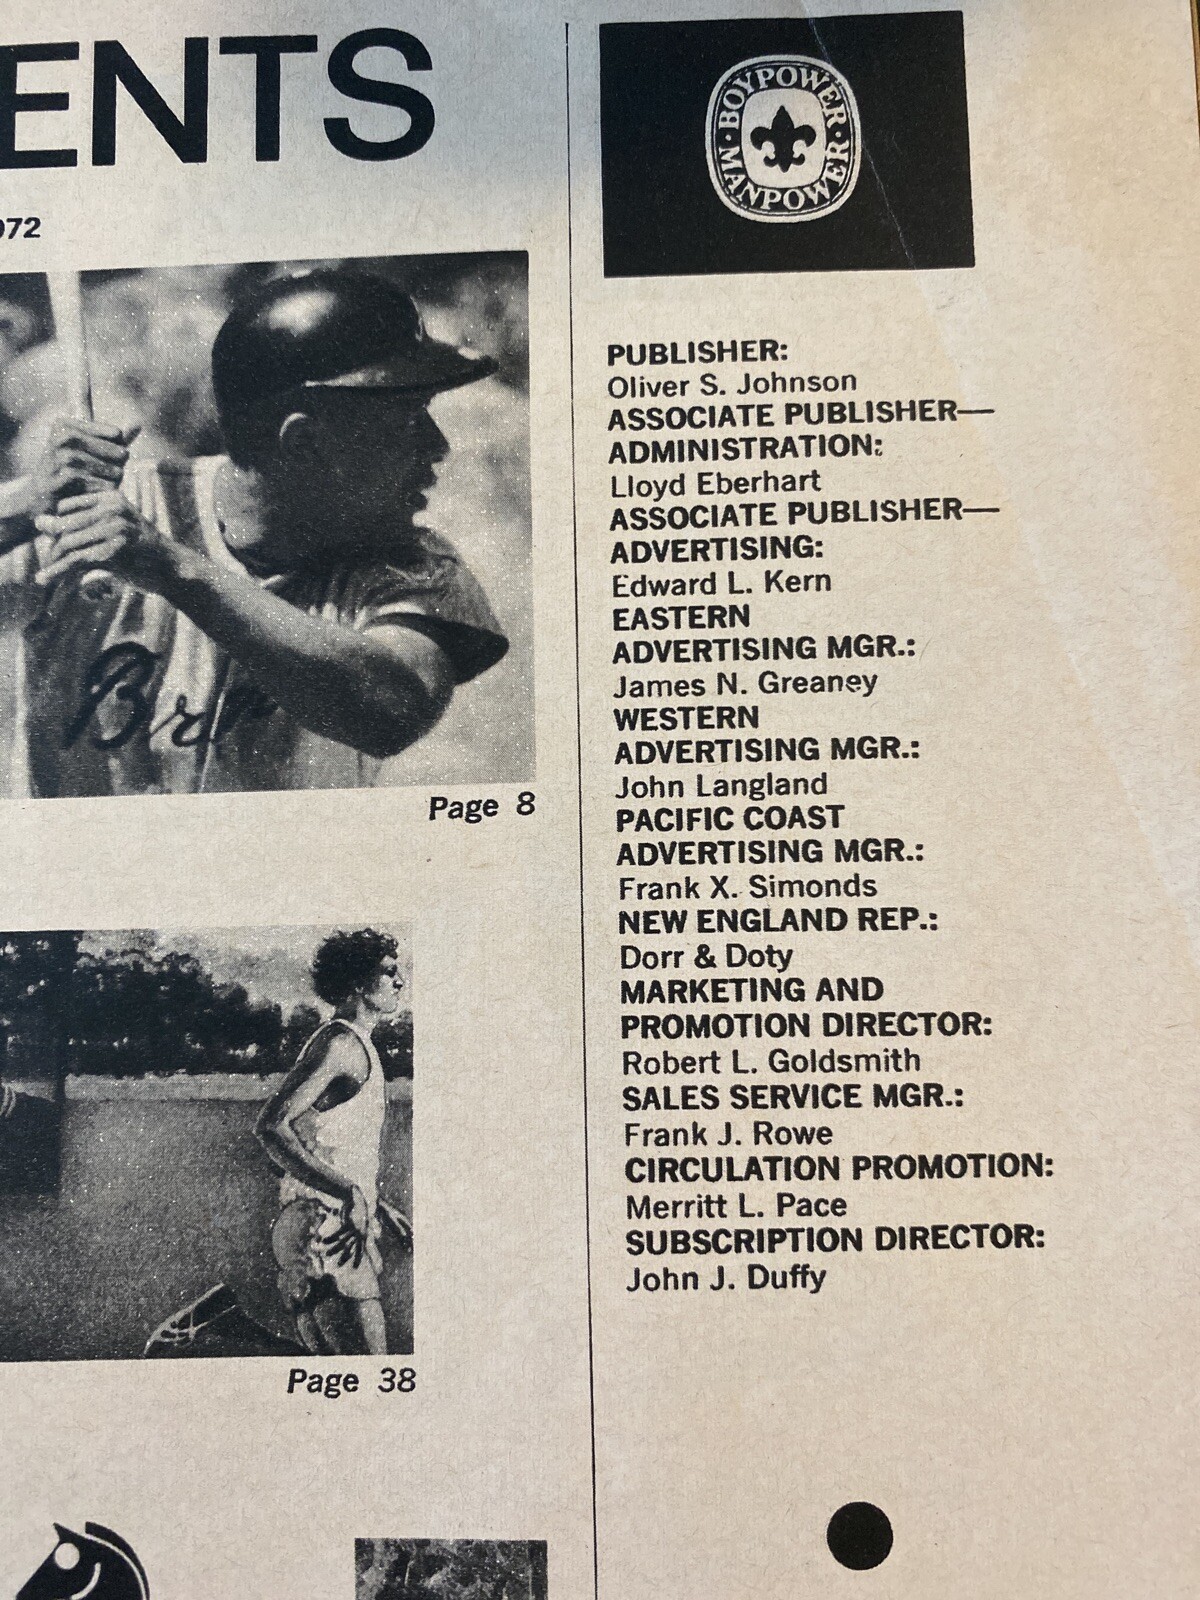 ENTS
972
BOYPOWER
MANPOWER
Bra
Page 8
Page 38
PUBLISHER:
Oliver S. Johnson
ASSOCIATE PUBLISHER—
ADMINISTRATION:
Lloyd Eberhart
ASSOCIATE PUBLISHER—
ADVERTISING:
Edward L. Kern
EASTERN
ADVERTISING MGR.:
James N. Greaney
WESTERN
ADVERTISING MGR.:
John Langland
PACIFIC COAST
ADVERTISING MGR.:
Frank X. Simonds
NEW ENGLAND REP.:
Dorr & Doty
MARKETING AND
PROMOTION DIRECTOR:
Robert L. Goldsmith
SALES SERVICE MGR.:
Frank J. Rowe
CIRCULATION PROMOTION:
Merritt L. Pace
SUBSCRIPTION DIRECTOR:
John J. Duffy